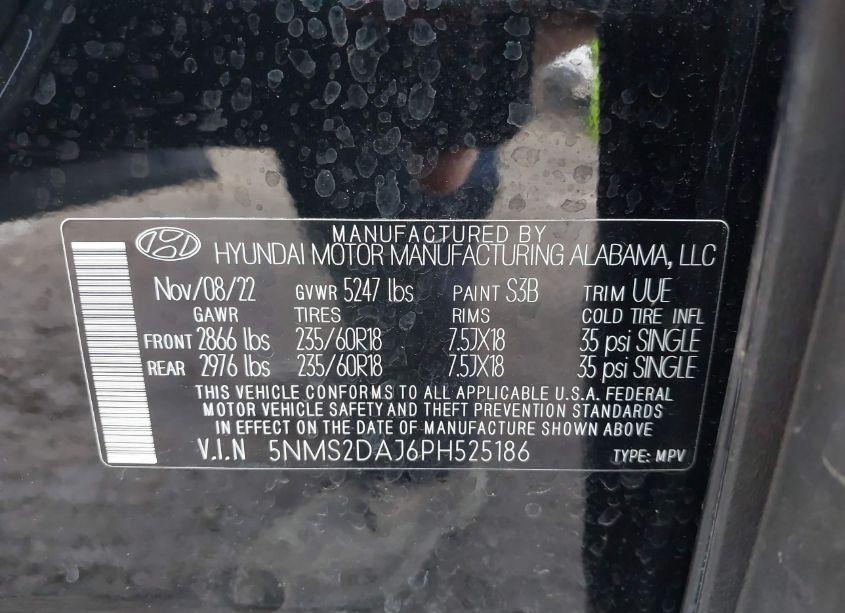 MANUFACTURED BY
HYUNDAI MOTOR MANUFACTURING ALABAMA, LLC
Nov/08/22 GVWR 5247 lbs PAINT S3B TRIM UUE
GAWR TIRES RIMS COLD TIRE INFL
FRONT 2866 lbs 235/60R18 7.5JX18 35 psi SINGLE
REAR 2976 lbs 235/60R18 7.5JX18 35 psi SINGLE
THIS VEHICLE CONFORMS TO ALL APPLICABLE U.S.A. FEDERAL
MOTOR VEHICLE SAFETY AND THEFT PREVENTION STANDARDS
IN EFFECT ON THE DATE OF MANUFACTURE SHOWN ABOVE
V.I.N 5NMS2DAJ6PH525186 TYPE: MPV